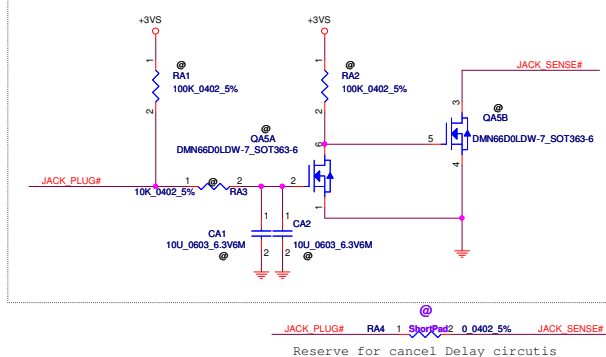 +3VS
+3VS
@
RA1
100K_0402_5%
1
2
@
RA2
100K_0402_5%
1
2
JACK_SENSE#
@
QA5A
DMN66D0LDW-7_SOT363-6
6
2
1
3
@
QA5B
DMN66D0LDW-7_SOT363-6
5
4
JACK_PLUG#
1
@
2
10K_0402_5%
RA3
1
CA1
10U_0603_6.3V6M
2
@
1
CA2
10U_0603_6.3V6M
2
@
@
JACK_PLUG#
RA4
1
ShortPad
2
0_0402_5%
JACK_SENSE#
Reserve for cancel Delay circutis